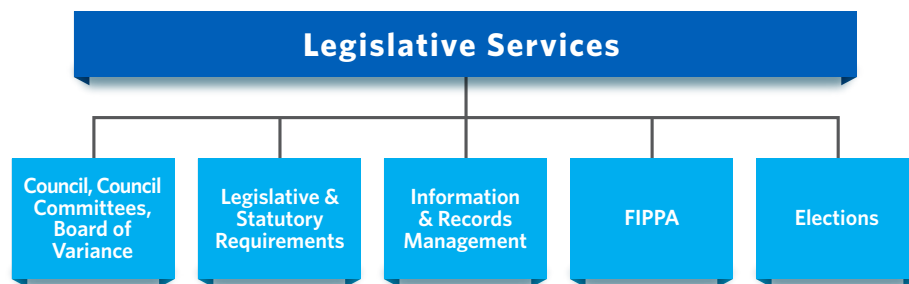 Legislative Services
Council, Council
Committees,
Board of
Variance
Legislative &
Statutory
Requirements
Information
& Records
Management
FIPPA
Elections